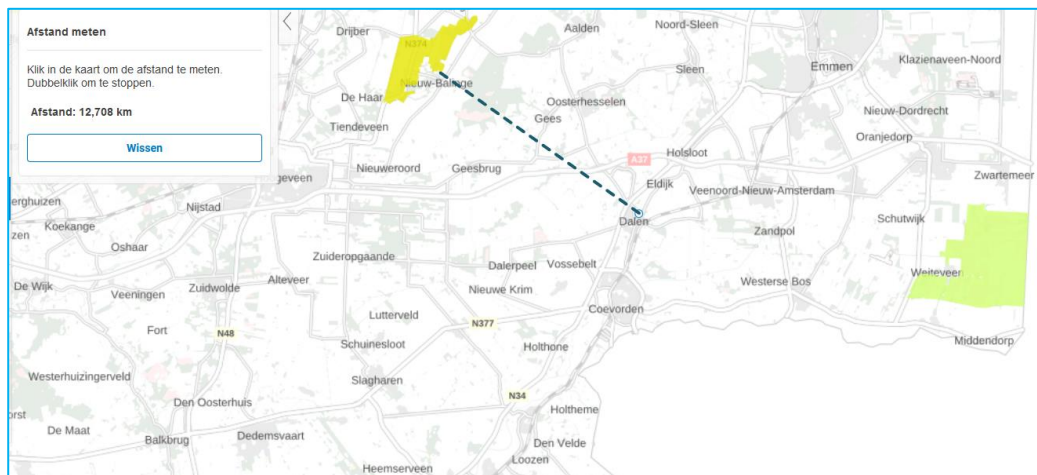 Afstand meten
Klik in de kaart om de afstand te meten.
Dubbelklik om te stoppen.
Afstand: 12,708 km
Wissen
Drijber
Aalden
Noord-Sleen
N374
Emmen
Klazienaveen-Noord
Sleen
Nieuw-Balinge
De Haar
Oosterhesselen
Nieuw-Dordrecht
Gees
Tiendeveen
Oranjedorp
Holsloot
A37
Nieuweroord
Geesbrug
Zwartemeer
geveen
Eldijk
Veenoord-Nieuw-Amsterdam
erghuizen
Nijstad
Schutwijk
Dalen
Koekange
zen
Zandpol
Oshaar
Zuideropgaande
Dalerpeel
Vossebelt
Weiteveen
Alteveer
Westerse Bos
De Wijk
Zuidwolde
Nieuwe Krim
Veeningen
Coevorden
Lutterveld
N377
Fort
N48
Middendorp
Schuinesloot
Holthone
Westerhuizingerveld
Slagharen
N34
Den Oosterhuis
Holtheme
orst
De Maat
Dedemsvaart
Balkbrug
Den Velde
Loozen
Heemserveen